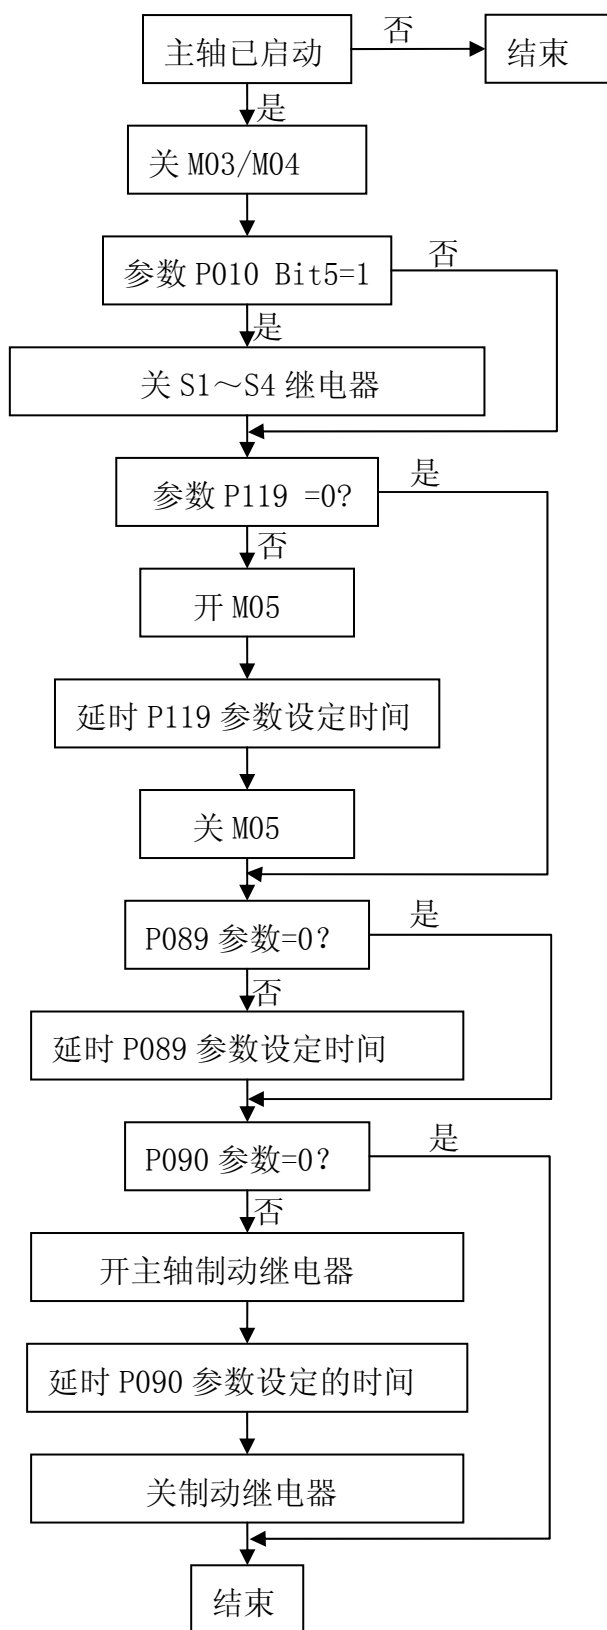 主轴已启动
否
结束
是
关 M03/M04
参数 P010 Bit5=1
否
是
关 S1～S4 继电器
参数 P119 =0?
是
否
开 M05
延时 P119 参数设定时间
关 M05
P089 参数=0？
是
否
延时 P089 参数设定时间
P090 参数=0？
是
否
开主轴制动继电器
延时 P090 参数设定的时间
关制动继电器
结束